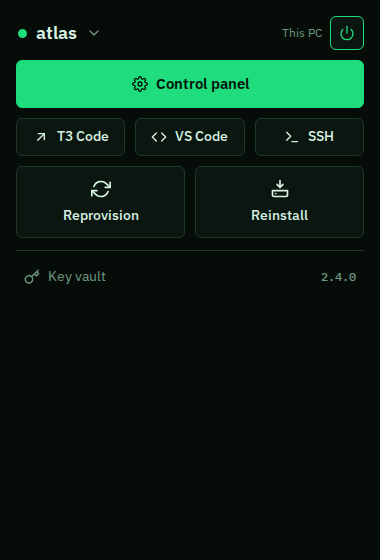 atlas
This PC
Control panel
T3 Code
VS Code
SSH
Reprovision
Reinstall
Key vault
2.4.0